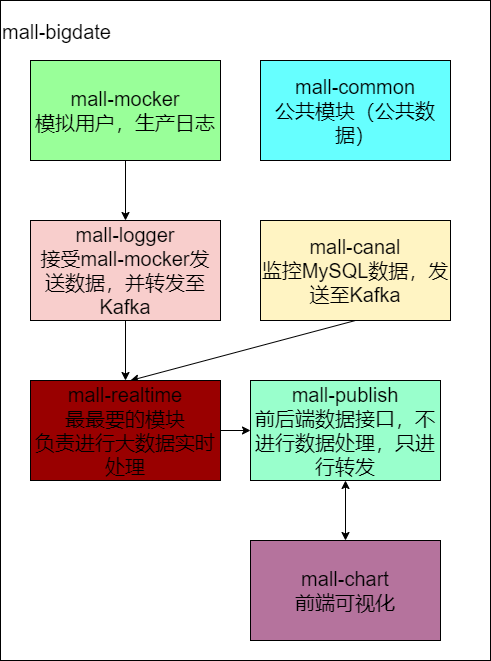 mall-bigdate
mall-mocker
模拟用户，生产日志
mall-common
公共模块（公共数
据）
mall-logger
接受mall-mocker发
送数据，并转发至
Kafka
mall-canal
监控MySQL数据，发
送至Kafka
mall-realtime
最最要的模块
负责进行大数据实时
处理
mall-publish
前后端数据接口，不
进行数据处理，只进
行转发
mall-chart
前端可视化